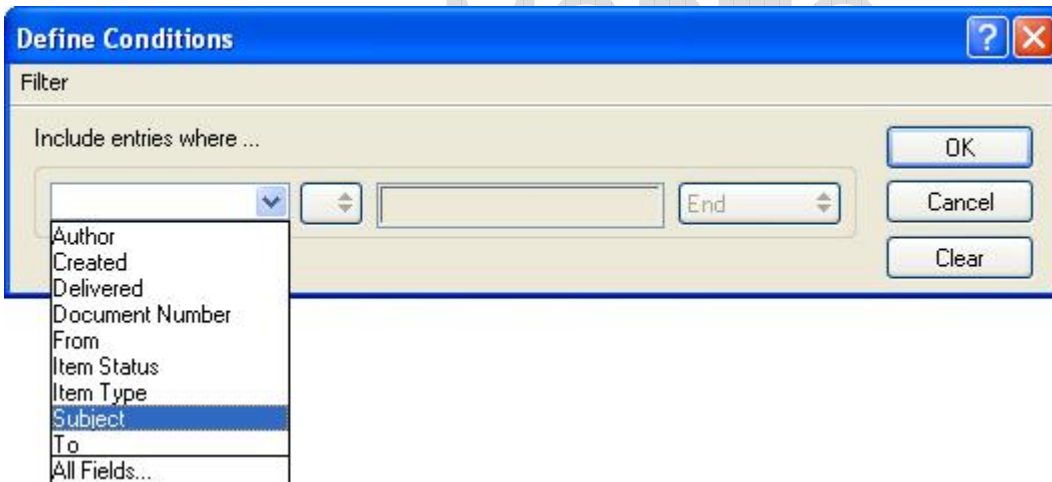 Define Conditions
Filter
Include entries where ...
OK
End
Cancel
Clear
Author
Created
Delivered
Document Number
From
Item Status
Item Type
Subject
To
All Fields...